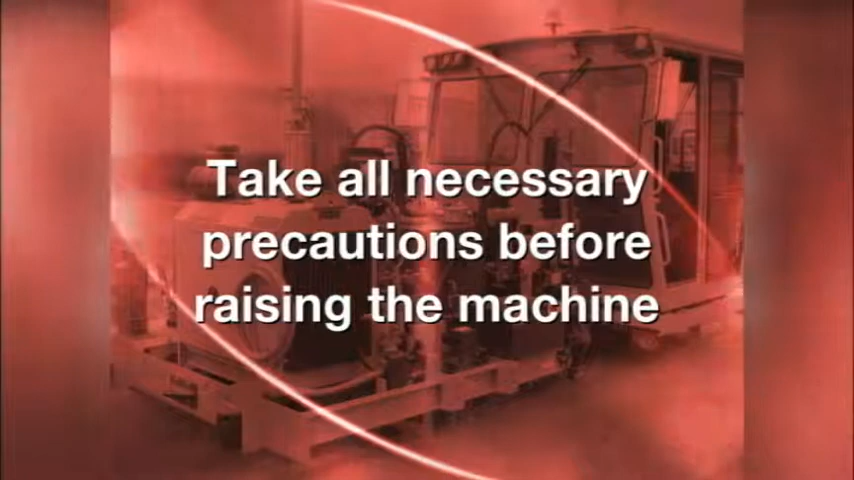 Take all necessary
precautions before
raising the machine